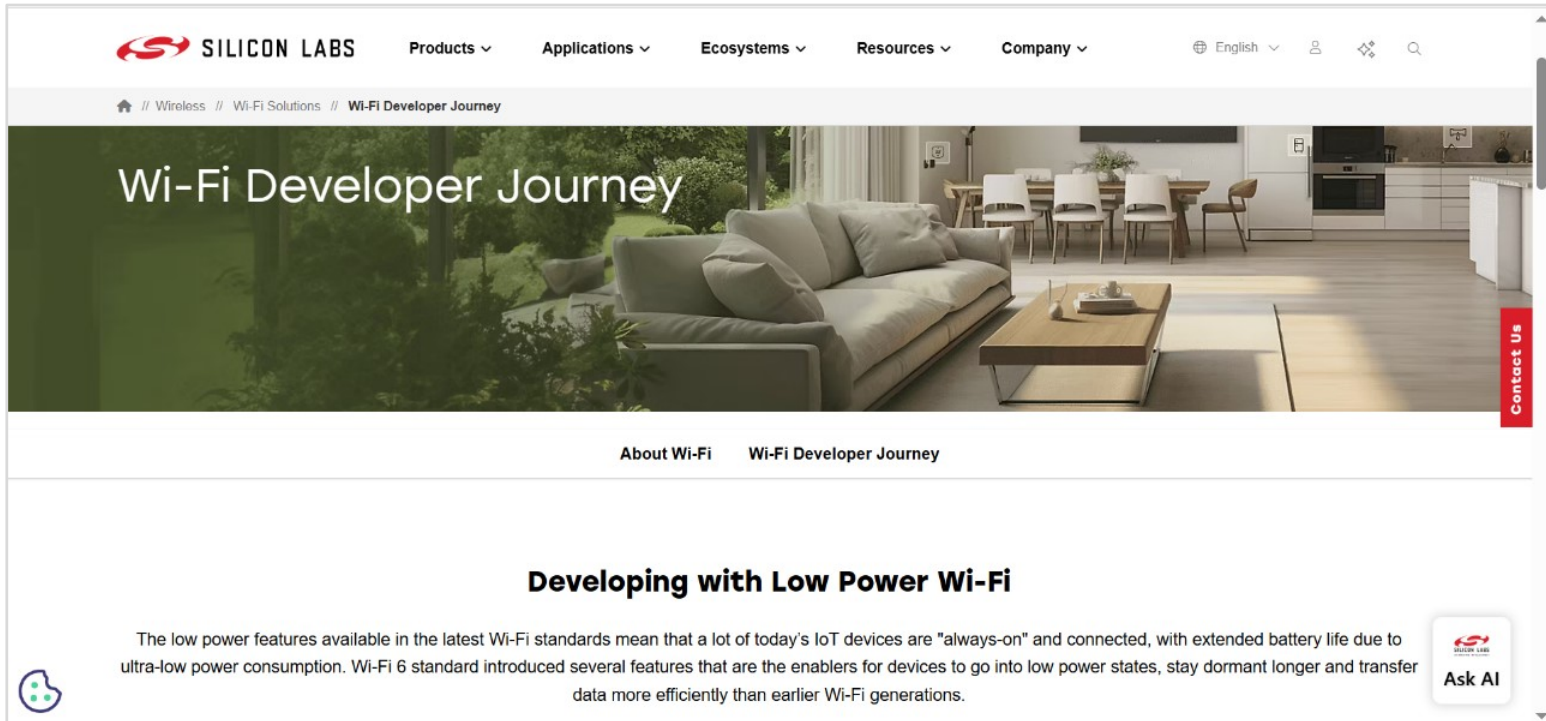 SILICON LABS
Products
Applications
Ecosystems
Resources
Company
English
// Wireless // Wi-Fi Solutions // Wi-Fi Developer Journey
Wi-Fi Developer Journey
Contact Us
About Wi-Fi
Wi-Fi Developer Journey
Developing with Low Power Wi-Fi
The low power features available in the latest Wi-Fi standards mean that a lot of today's IoT devices are "always-on" and connected, with extended battery life due to
ultra-low power consumption. Wi-Fi 6 standard introduced several features that are the enablers for devices to go into low power states, stay dormant longer and transfer
data more efficiently than earlier Wi-Fi generations.
SILICON LABS
Ask AI